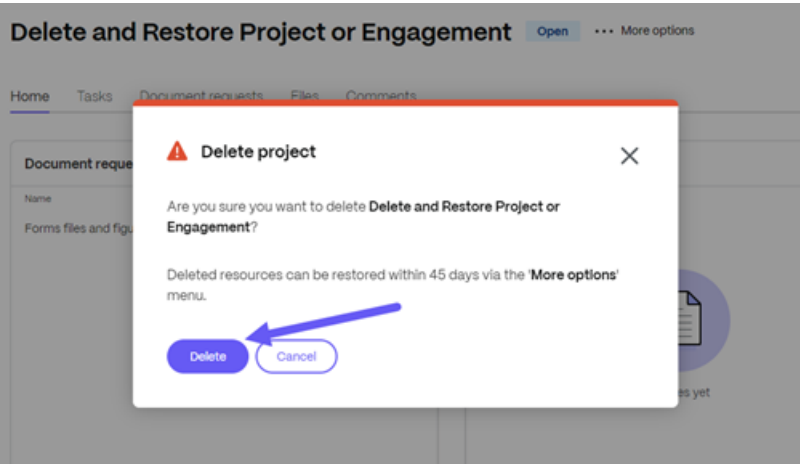 Delete and Restore Project or Engagement Open ••• More options
Home Tasks Document requests Files Comments
Delete project
Document reque
Name
Are you sure you want to delete Delete and Restore Project or
Forms files and figu
Engagement?
Deleted resources can be restored within 45 days via the 'More options'
menu.
Delete Cancel
es yet